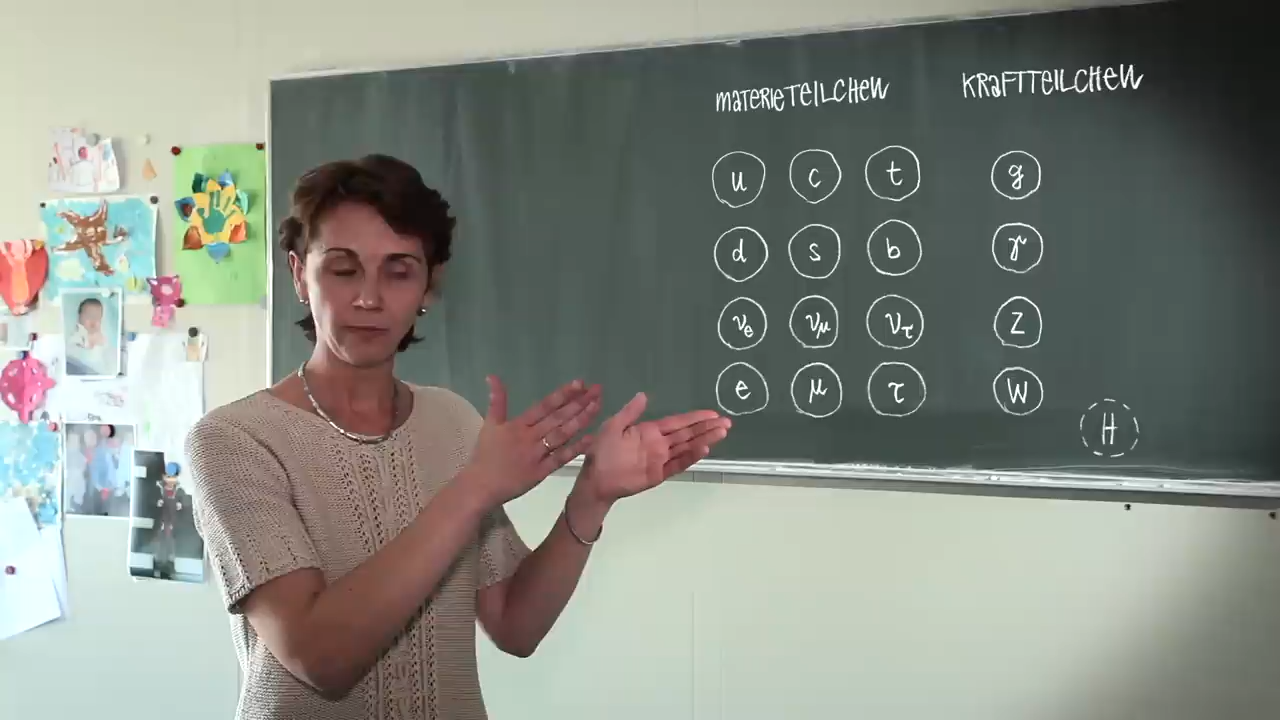 MATERIETEILCHEN KRAFTTEILCHEN
u c t g
d s b γ
νe νμ ντ Z
e μ τ W
H